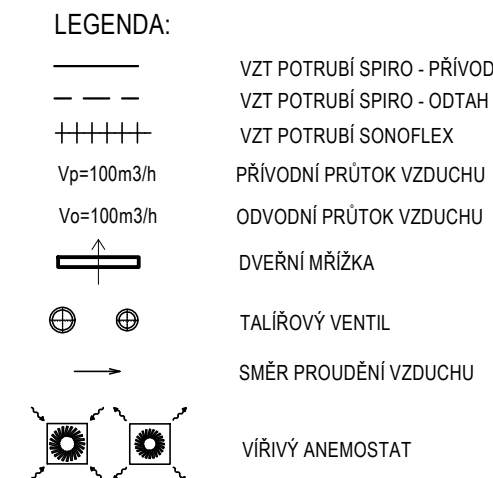 LEGENDA:
VZT POTRUBÍ SPIRO - PŘÍVOD
VZT POTRUBÍ SPIRO - ODTAH
VZT POTRUBÍ SONOFLEX
Vp=100m3/h PŘÍVODNÍ PRŮTOK VZDUCHU
Vo=100m3/h ODVODNÍ PRŮTOK VZDUCHU
DVEŘNÍ MŘÍŽKA
TALÍŘOVÝ VENTIL
SMĚR PROUDĚNÍ VZDUCHU
VÍŘIVÝ ANEMOSTAT